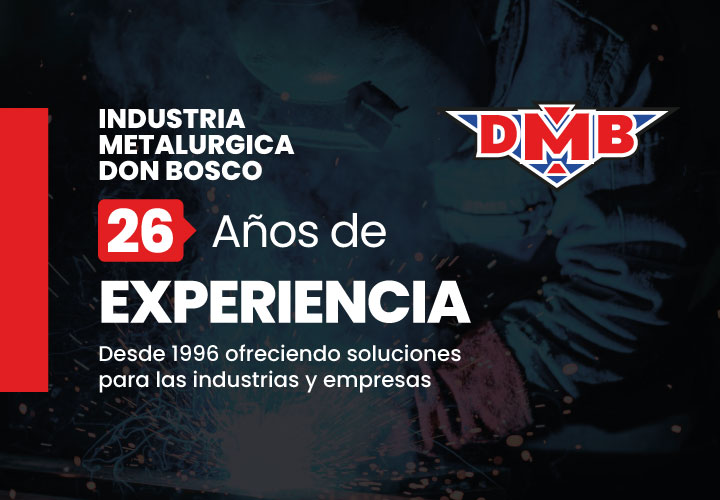 INDUSTRIA
METALURGICA
DON BOSCO
DMB
26 Años de
EXPERIENCIA
Desde 1996 ofreciendo soluciones
para las industrias y empresas